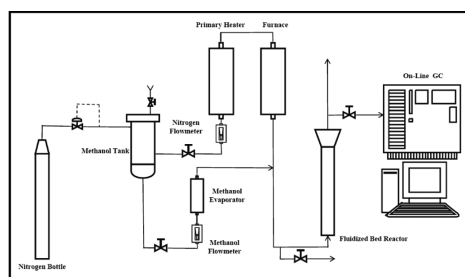 Primary Heater
Furnace
On-Line GC
Nitrogen
Flowmeter
Methanol Tank
Methanol
Evaporator
Methanol
Flowmeter
Fluidized Bed Reactor
Nitrogen Bottle